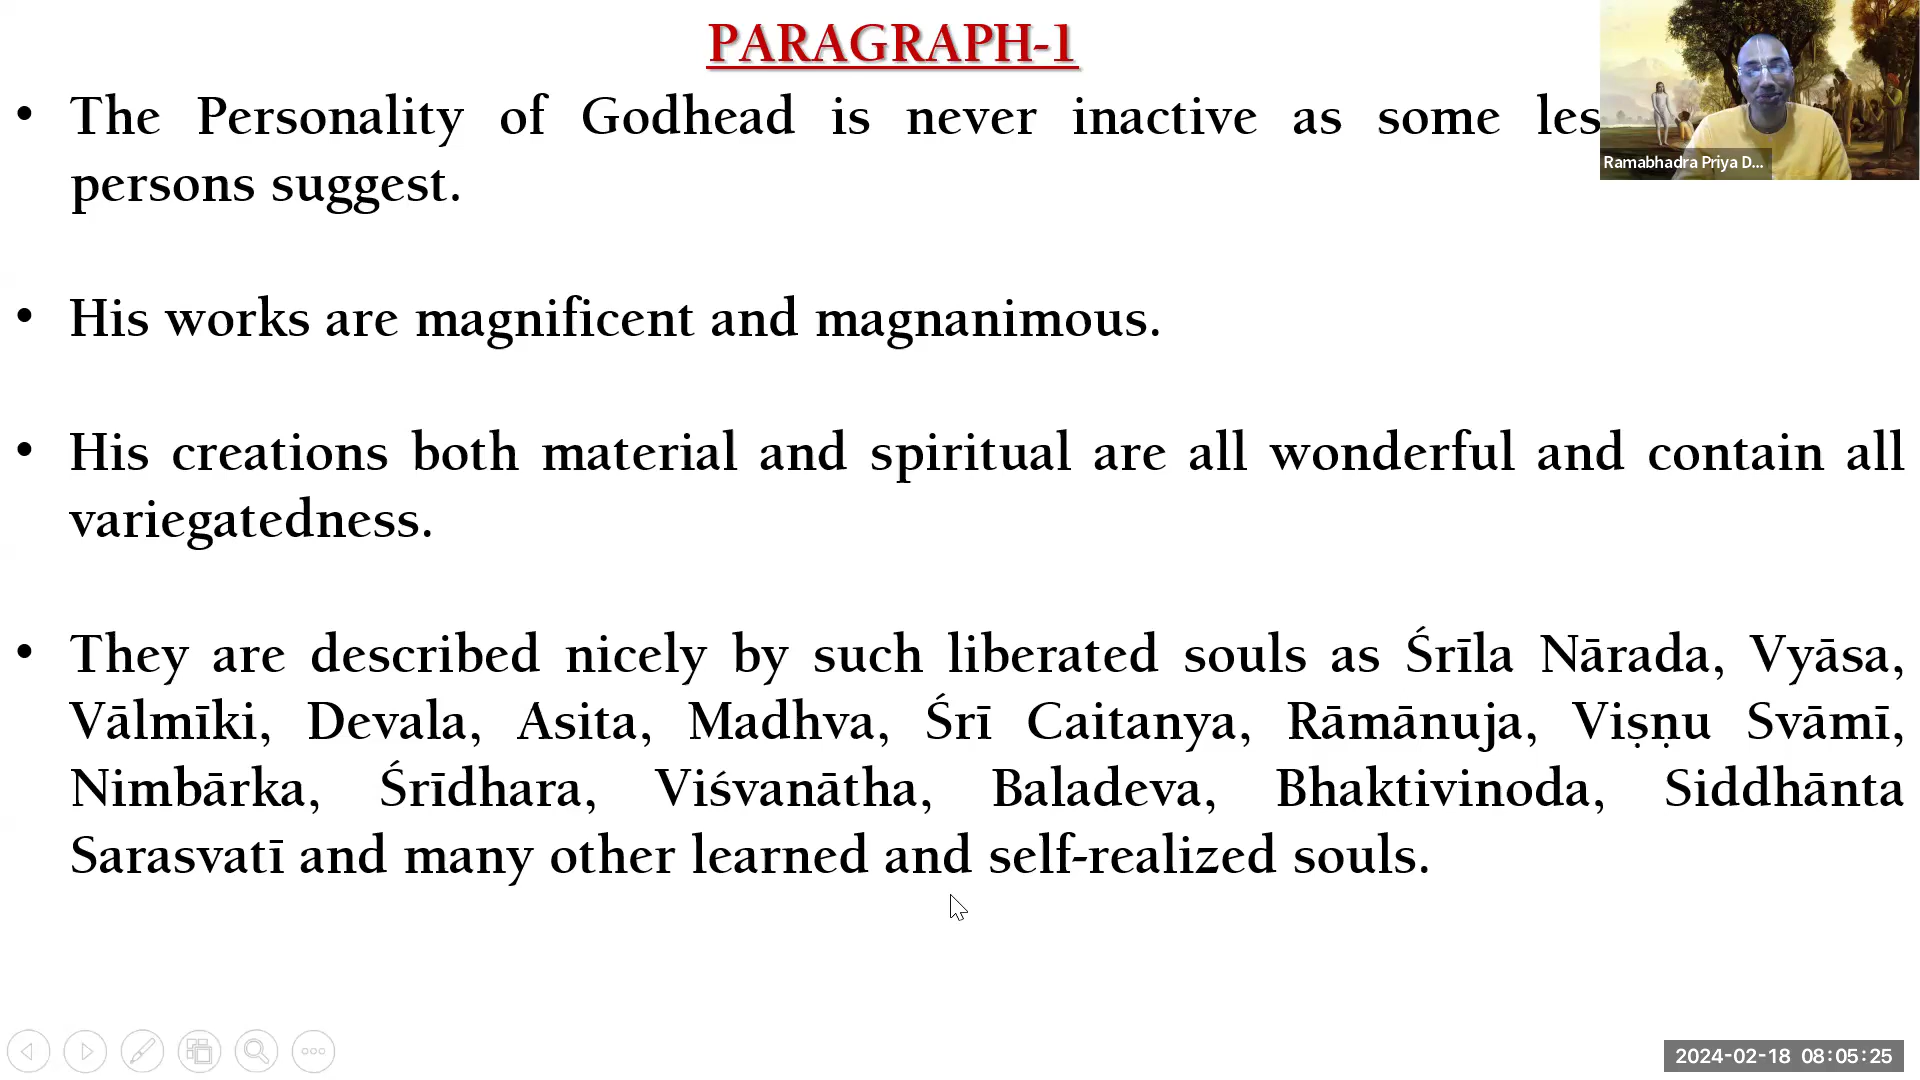 PARAGRAPH-1
• The Personality of Godhead is never inactive as some
persons suggest.
• His works are magnificent and magnanimous.
• His creations both material and spiritual are all wonderful and contain all
variegatedness.
• They are described nicely by such liberated souls as Śrīla Nārada, Vyāsa,
Vālmīki, Devala, Asita, Madhva, Śrī Caitanya, Rāmānuja, Viṣṇu Svāmī,
Nimbārka, Śrīdhara, Viśvanātha, Baladeva, Bhaktivinoda, Siddhānta
Sarasvatī and many other learned and self-realized souls.
Ramabhadra Priya D...
2024-02-18 08:05:25